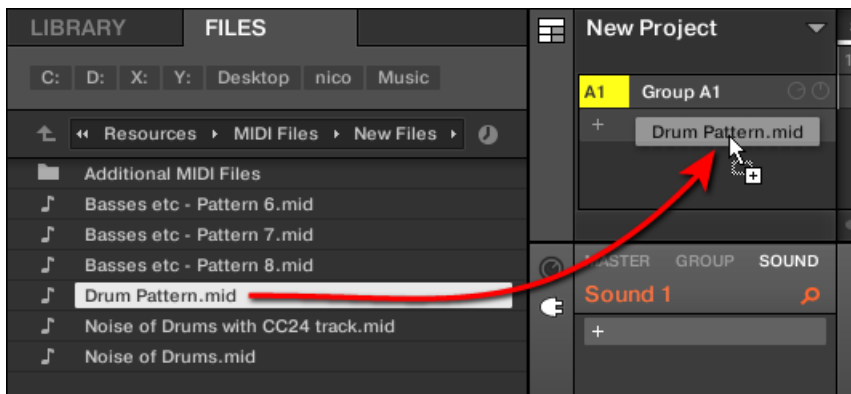 LIBRARY FILES
C: D: X: Y: Desktop nico Music
Resources MIDI Files New Files
Additional MIDI Files
Basses etc - Pattern 6.mid
Basses etc - Pattern 7.mid
Basses etc - Pattern 8.mid
Drum Pattern.mid
Noise of Drums with CC24 track.mid
Noise of Drums.mid
New Project
A1 Group A1
+ Drum Pattern.mid
MASTER GROUP SOUND
Sound 1
+